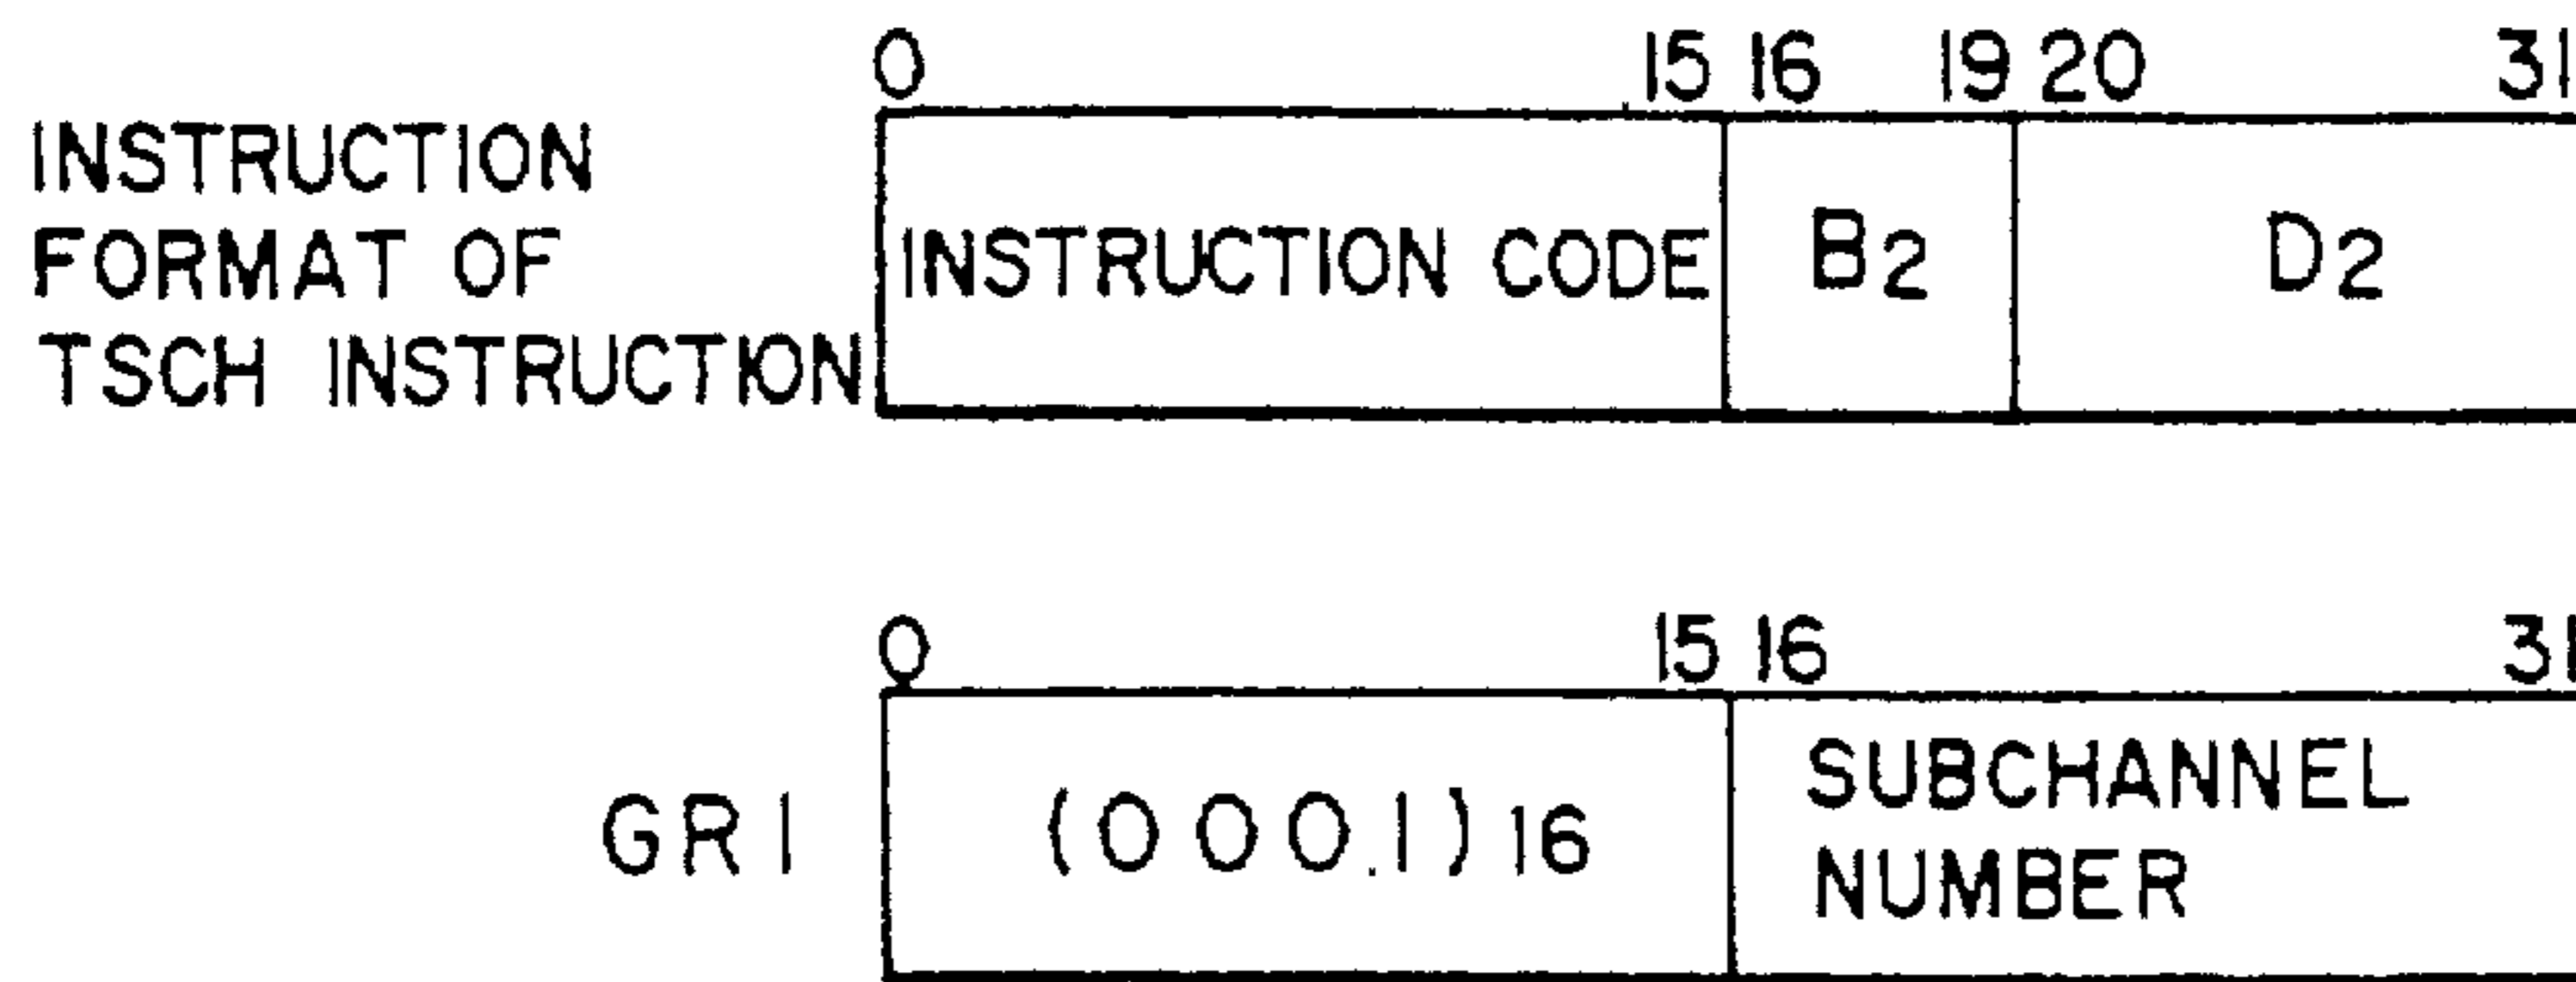 0 15 16 19 20 31
INSTRUCTION
FORMAT OF
TSCH INSTRUCTION
INSTRUCTION CODE B2 D2
0 15 16 31
GR1 (0001)16
SUBCHANNEL
NUMBER